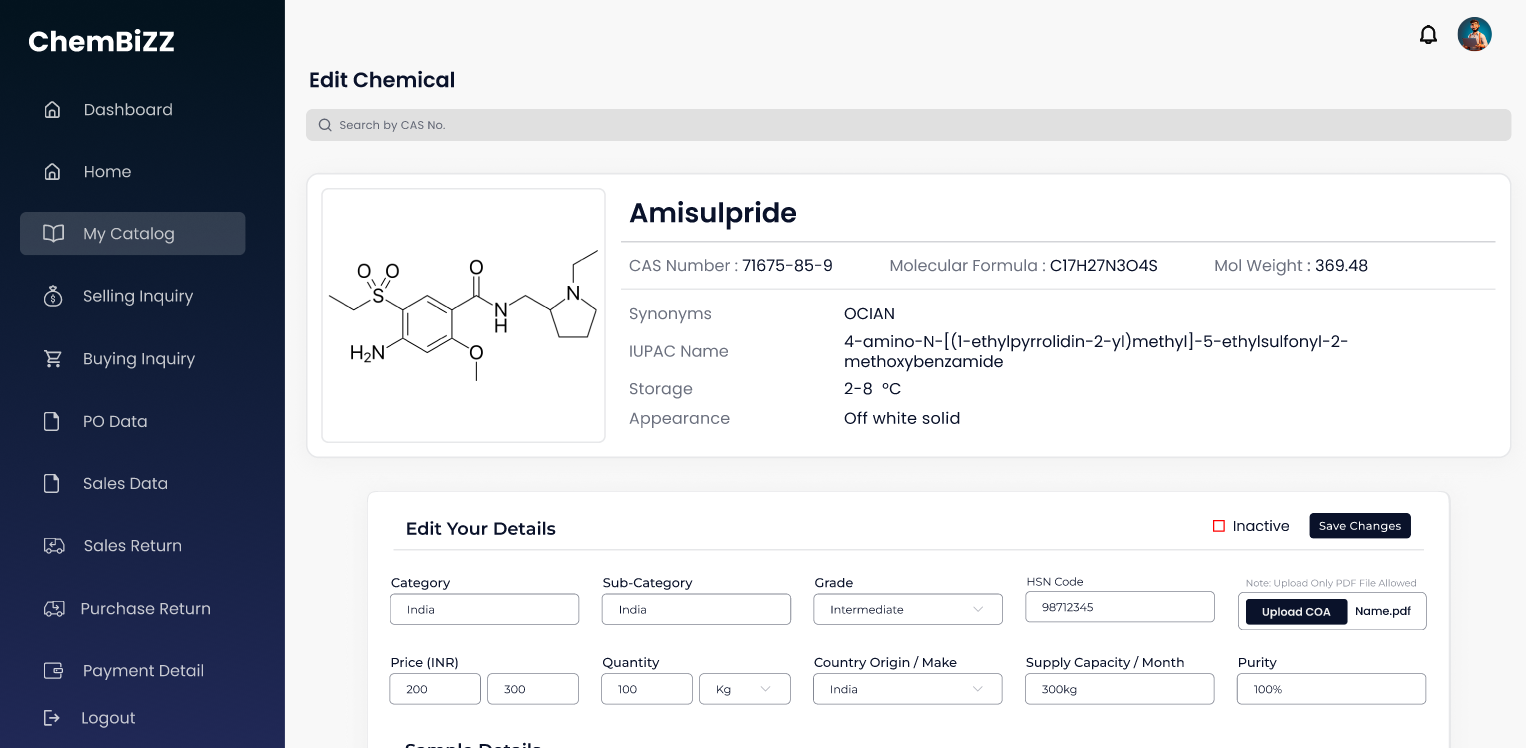 ChemBiZZ
Dashboard
Home
My Catalog
Selling Inquiry
Buying Inquiry
PO Data
Sales Data
Sales Return
Purchase Return
Payment Detail
Logout
Edit Chemical
Search by CAS No.
O O
S
O
N
H
N
H2N
O
Amisulpride
CAS Number : 71675-85-9 Molecular Formula : C17H27N3O4S Mol Weight : 369.48
Synonyms OCIAN
IUPAC Name 4-amino-N-[(1-ethylpyrrolidin-2-yl)methyl]-5-ethylsulfonyl-2-
methoxybenzamide
Storage 2-8 °C
Appearance Off white solid
Edit Your Details Inactive Save Changes
Category Sub-Category Grade HSN Code Note: Upload Only PDF File Allowed
India India Intermediate 98712345 Upload COA Name.pdf
Price (INR) Quantity Country Origin / Make Supply Capacity / Month Purity
200 300 100 Kg India 300kg 100%
Sample Details